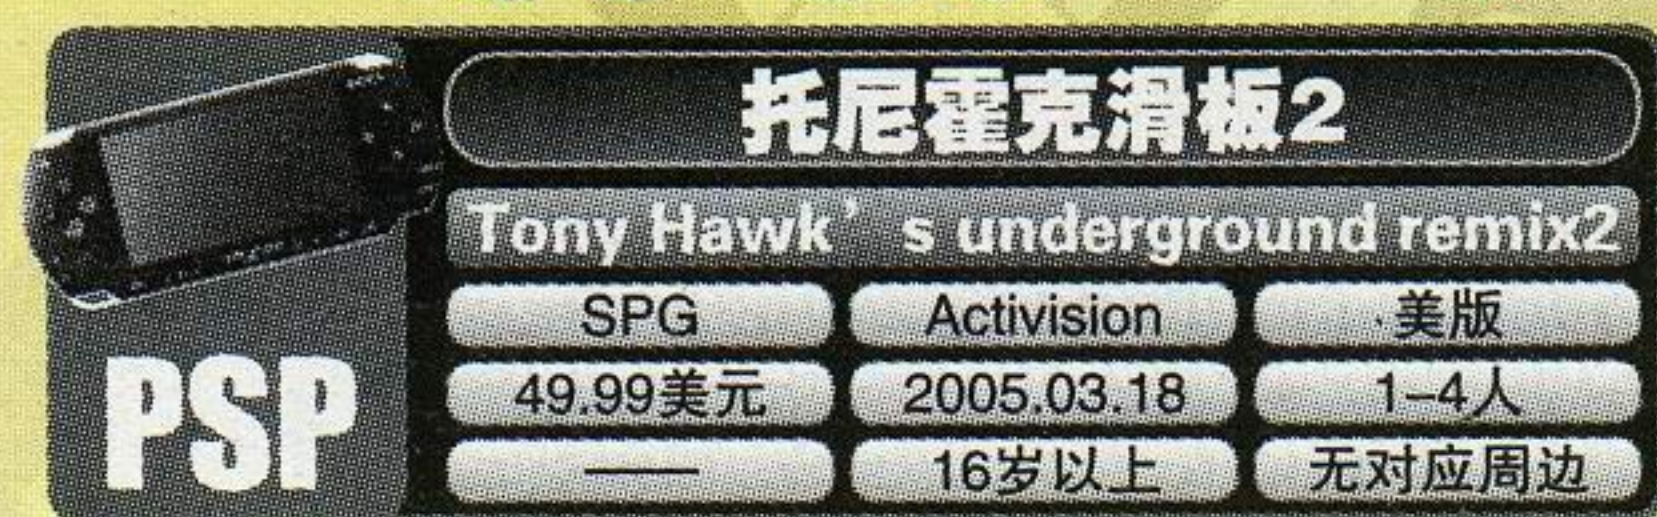 托尼霍克滑板2
Tony Hawk’s underground remix2
SPG Activision 美版
49.99美元 2005.03.18 1-4人
PSP
—— 16岁以上 无对应周边